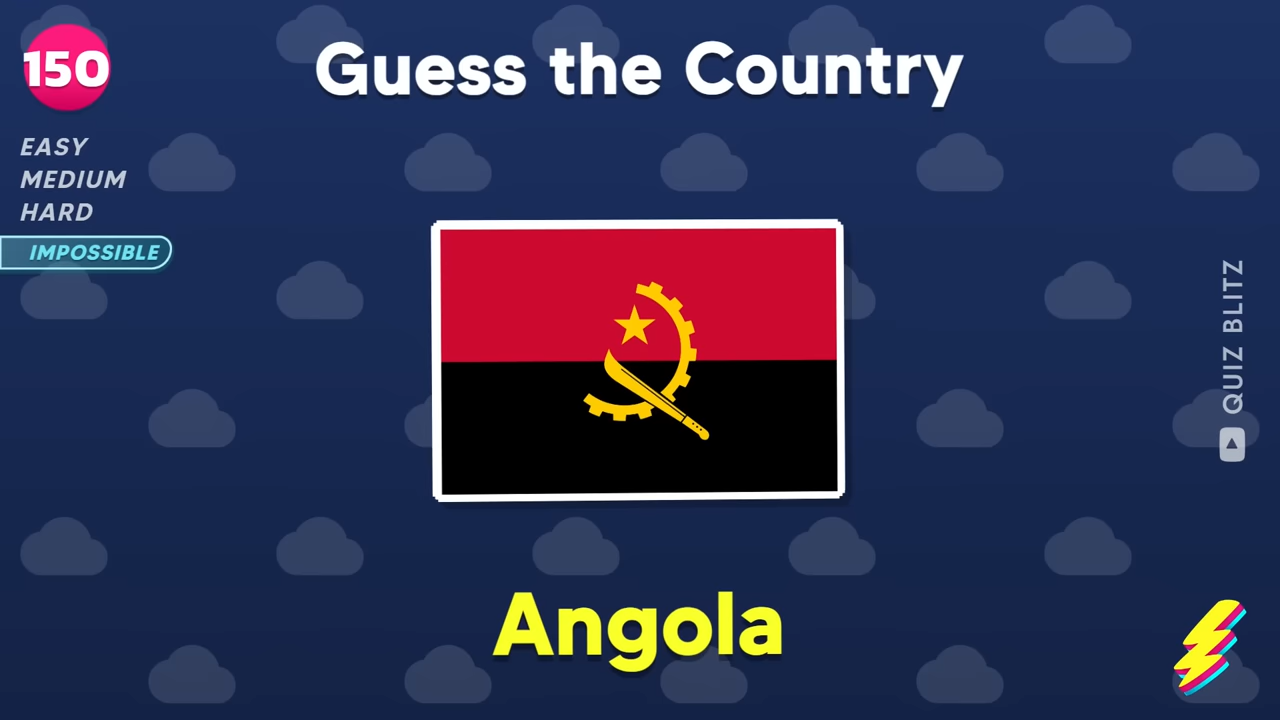 150
Guess the Country
EASY
MEDIUM
HARD
IMPOSSIBLE
QUIZ BLITZ
Angola